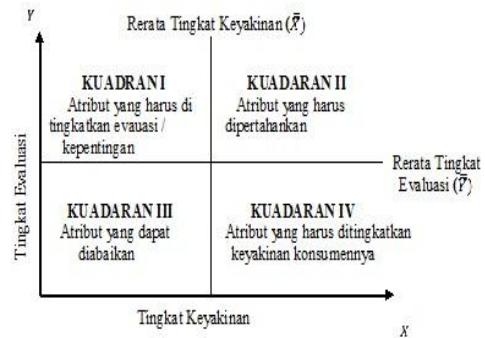 Y
Rerata Tingkat Keyakinan (X̄)
KUADRAN I
Atribut yang harus di
tingkatkan evauasi /
kepentingan
KUADARAN II
Atribut yang harus
dipertahankan
Rerata Tingkat
Evaluasi (Ȳ)
Tingkat Evaluasi
KUADARAN III
Atribut yang dapat
diabaikan
KUADARAN IV
Atribut yang harus ditingkatkan
keyakinan konsumennya
Tingkat Keyakinan
X